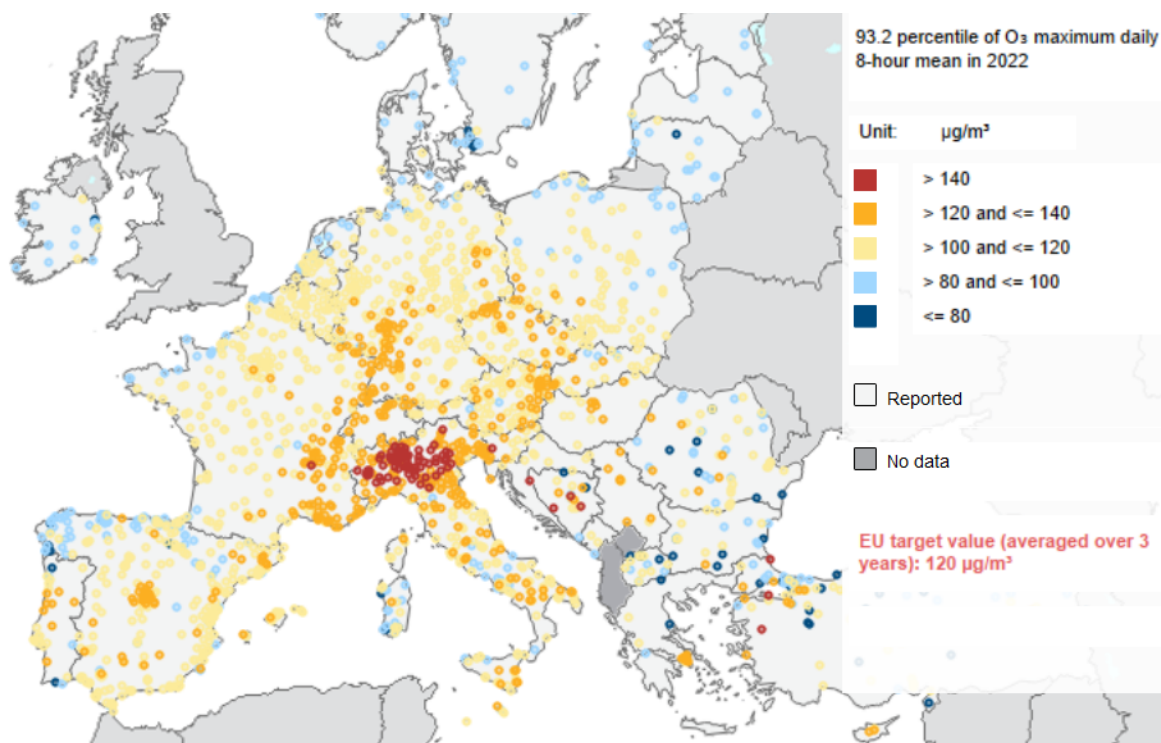 93.2 percentile of O₃ maximum daily
8-hour mean in 2022
Unit: µg/m³
> 140
> 120 and <= 140
> 100 and <= 120
> 80 and <= 100
<= 80
Reported
No data
EU target value (averaged over 3
years): 120 µg/m³